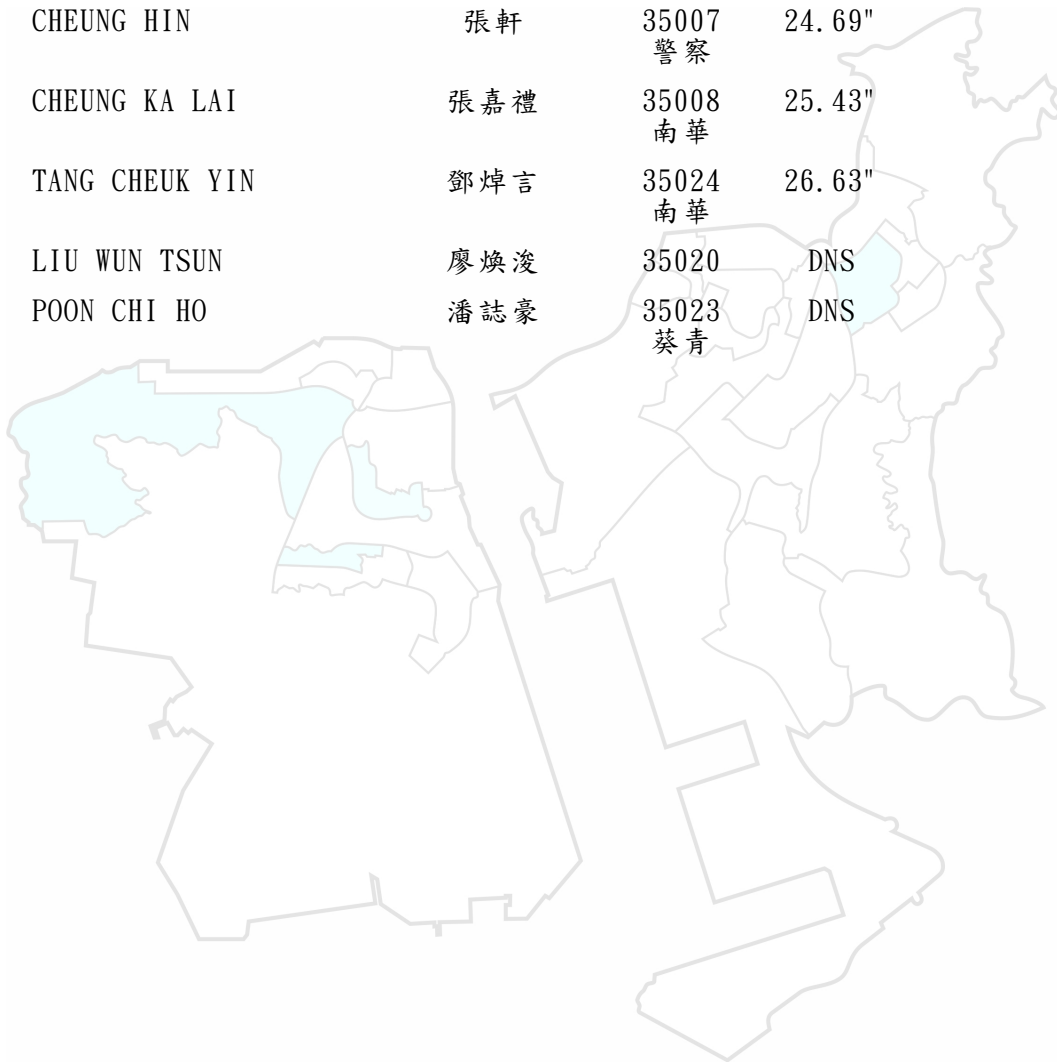 CHEUNG HIN 張軒 35007 24.69"
警察
CHEUNG KA LAI 張嘉禮 35008 25.43"
南華
TANG CHEUK YIN 鄧焯言 35024 26.63"
南華
LIU WUN TSUN 廖煥浚 35020 DNS
POON CHI HO 潘誌豪 35023 DNS
葵青